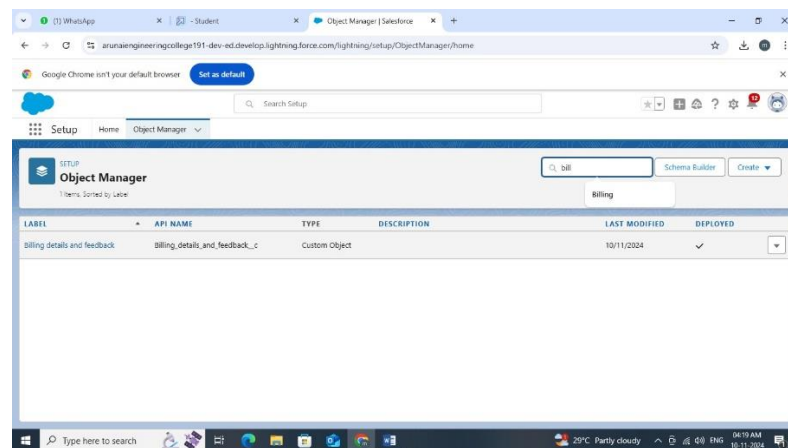 (1) WhatsApp
- Student
Object Manager | Salesforce
arunaiengineeringcollege191-dev-ed.develop.lightning.force.com/lightning/setup/ObjectManager/home
Google Chrome isn't your default browser Set as default
Search Setup
12
Setup Home Object Manager
SETUP
Object Manager
1 Items. Sorted by Label
bill
Schema Builder
Create
Billing
LABEL API NAME TYPE DESCRIPTION LAST MODIFIED DEPLOYED
Billing details and feedback Billing_details_and_feedback__c Custom Object 10/11/2024
Type here to search
29°C Partly cloudy
ENG
04:19 AM
10-11-2024